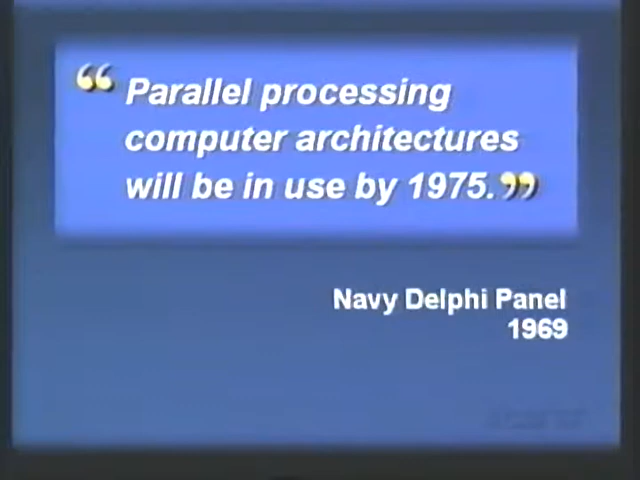 “Parallel processing
computer architectures
will be in use by 1975.”
Navy Delphi Panel
1969